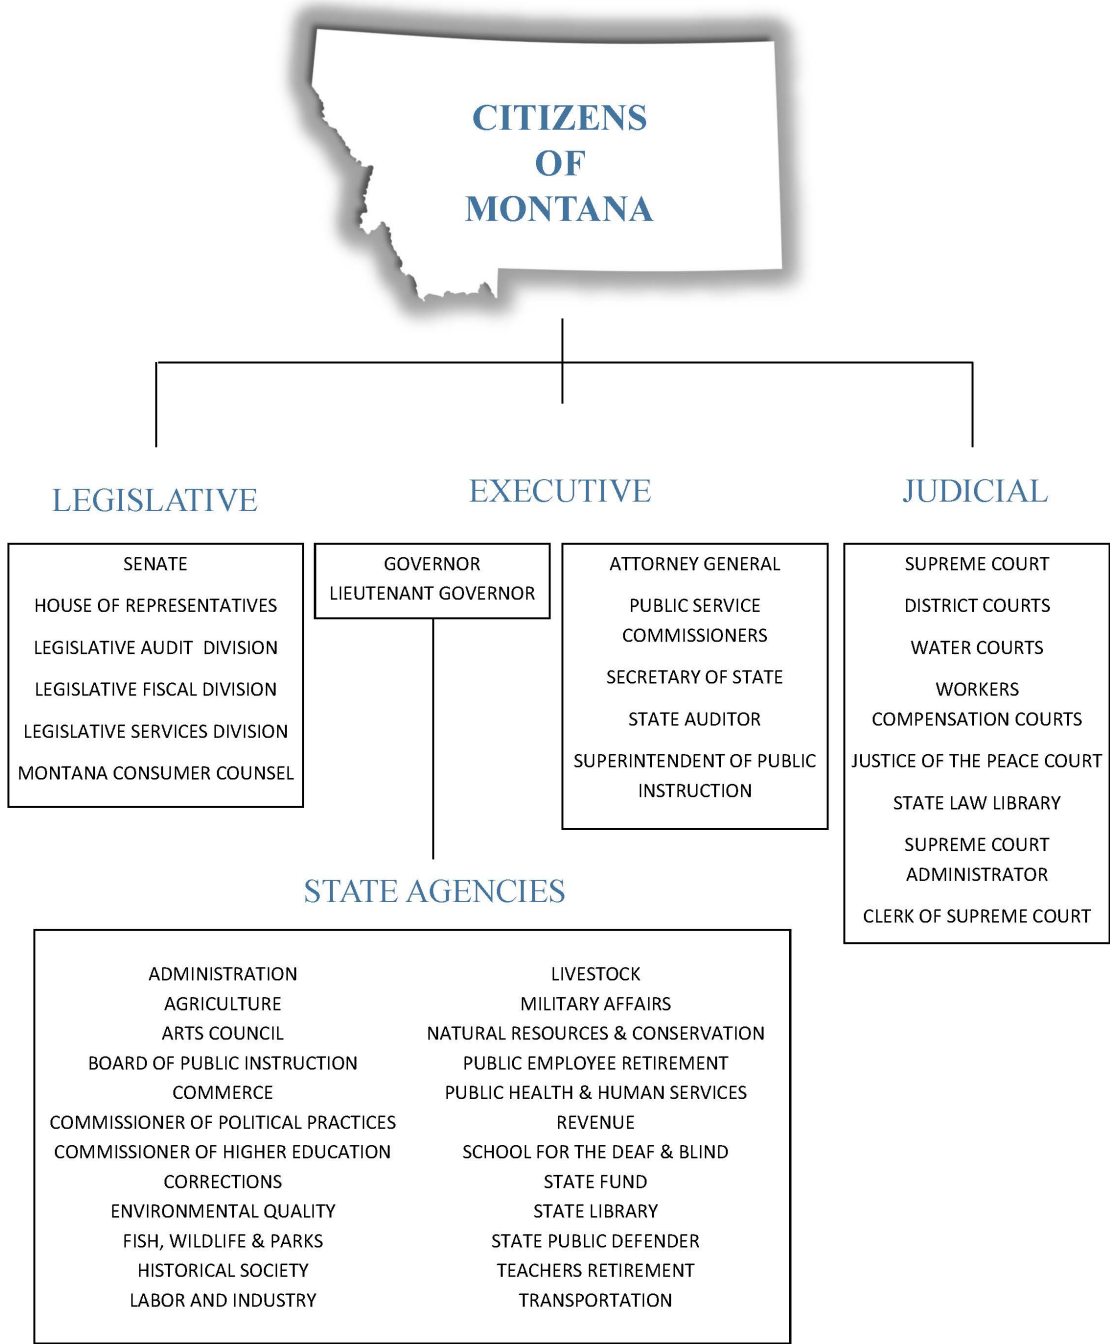 CITIZENS
OF
MONTANA
LEGISLATIVE
SENATE
HOUSE OF REPRESENTATIVES
LEGISLATIVE AUDIT DIVISION
LEGISLATIVE FISCAL DIVISION
LEGISLATIVE SERVICES DIVISION
MONTANA CONSUMER COUNSEL
EXECUTIVE
GOVERNOR
LIEUTENANT GOVERNOR
ATTORNEY GENERAL
PUBLIC SERVICE
COMMISSIONERS
SECRETARY OF STATE
STATE AUDITOR
SUPERINTENDENT OF PUBLIC
INSTRUCTION
JUDICIAL
SUPREME COURT
DISTRICT COURTS
WATER COURTS
WORKERS
COMPENSATION COURTS
JUSTICE OF THE PEACE COURT
STATE LAW LIBRARY
SUPREME COURT
ADMINISTRATOR
CLERK OF SUPREME COURT
STATE AGENCIES
ADMINISTRATION
AGRICULTURE
ARTS COUNCIL
BOARD OF PUBLIC INSTRUCTION
COMMERCE
COMMISSIONER OF POLITICAL PRACTICES
COMMISSIONER OF HIGHER EDUCATION
CORRECTIONS
ENVIRONMENTAL QUALITY
FISH, WILDLIFE & PARKS
HISTORICAL SOCIETY
LABOR AND INDUSTRY
LIVESTOCK
MILITARY AFFAIRS
NATURAL RESOURCES & CONSERVATION
PUBLIC EMPLOYEE RETIREMENT
PUBLIC HEALTH & HUMAN SERVICES
REVENUE
SCHOOL FOR THE DEAF & BLIND
STATE FUND
STATE LIBRARY
STATE PUBLIC DEFENDER
TEACHERS RETIREMENT
TRANSPORTATION